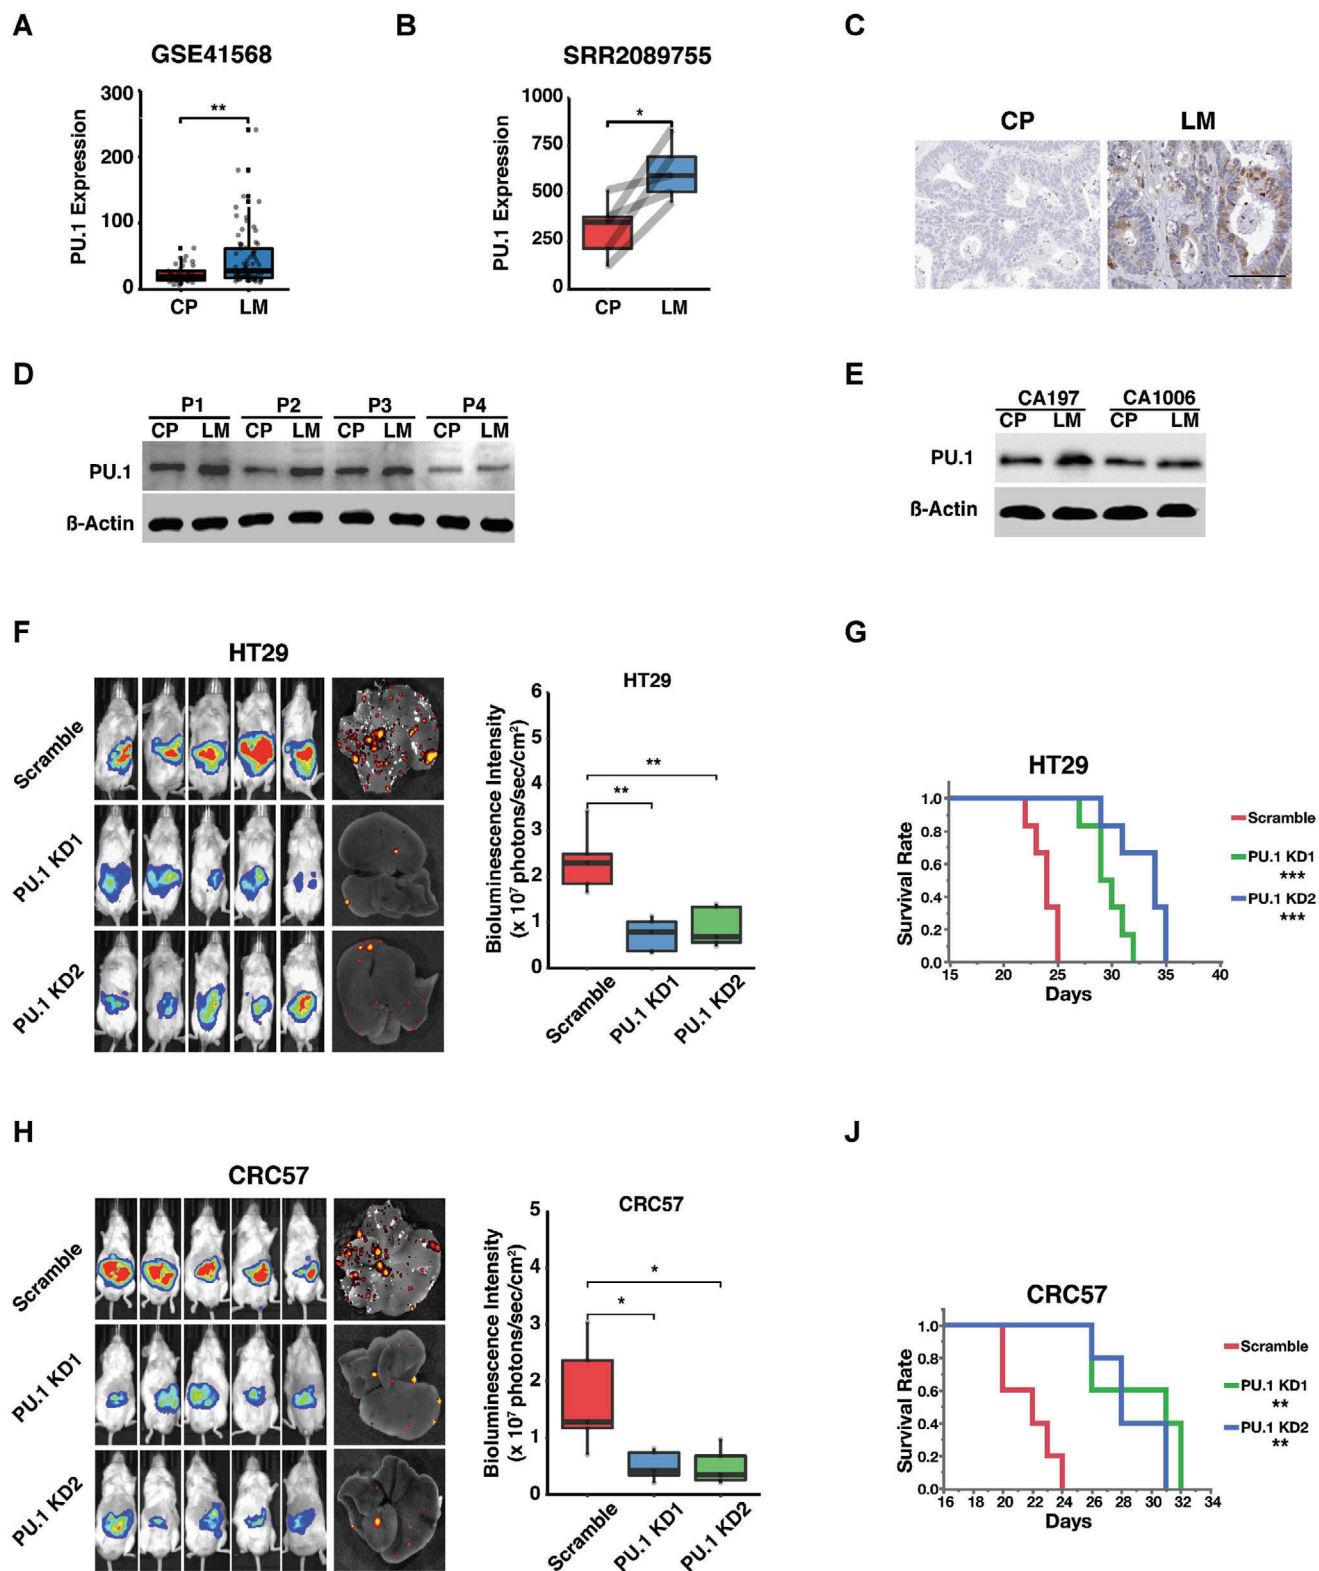 A
GSE41568
PU.1 Expression
300
200
100
0
**
CP LM
B
SRR2089755
PU.1 Expression
1000
750
500
250
0
*
CP LM
C
CP LM
D
P1 P2 P3 P4
CP LM CP LM CP LM CP LM
PU.1
ß-Actin
E
CA197 CA1006
CP LM CP LM
PU.1
ß-Actin
F
HT29
Scramble
PU.1 KD1
PU.1 KD2
HT29
Bioluminescence Intensity
(x 10⁷ photons/sec/cm²)
6
5
4
3
2
1
0
**
**
Scramble PU.1 KD1 PU.1 KD2
G
HT29
Survival Rate
1.0
0.8
0.6
0.4
0.2
0.0
15 20 25 30 35 40
Days
Scramble
PU.1 KD1
***
PU.1 KD2
***
H
CRC57
Scramble
PU.1 KD1
PU.1 KD2
CRC57
Bioluminescence Intensity
(x 10⁷ photons/sec/cm²)
5
4
3
2
1
0
*
*
Scramble PU.1 KD1 PU.1 KD2
J
CRC57
Survival Rate
1.0
0.8
0.6
0.4
0.2
0.0
16 18 20 22 24 26 28 30 32 34
Days
Scramble
PU.1 KD1
**
PU.1 KD2
**